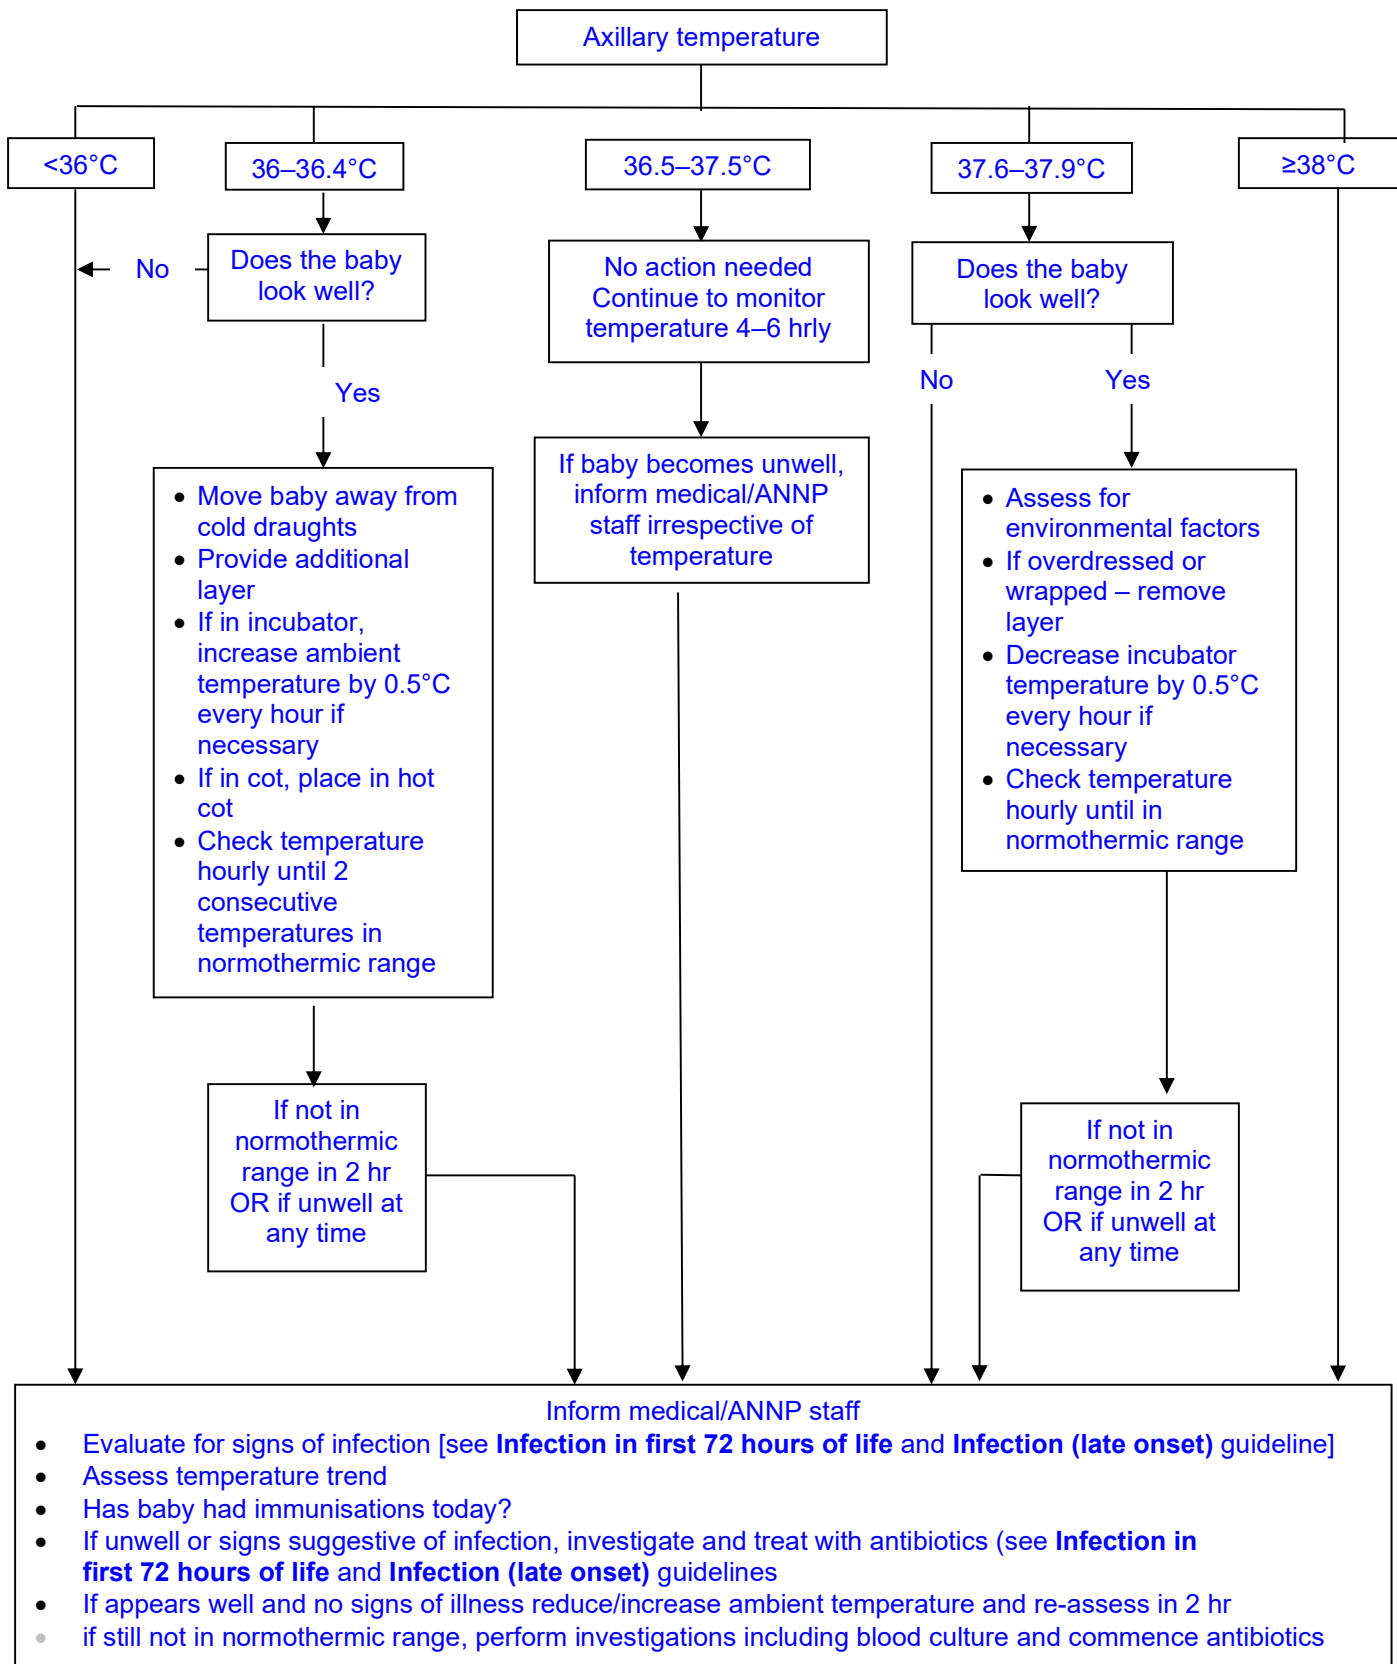 Axillary temperature
<36°C
36–36.4°C
36.5–37.5°C
37.6–37.9°C
≥38°C
No
Does the baby
look well?
Yes
No action needed
Continue to monitor
temperature 4–6 hrly
Does the baby
look well?
No
Yes
• Move baby away from
cold draughts
• Provide additional
layer
• If in incubator,
increase ambient
temperature by 0.5°C
every hour if
necessary
• If in cot, place in hot
cot
• Check temperature
hourly until 2
consecutive
temperatures in
normothermic range
If baby becomes unwell,
inform medical/ANNP
staff irrespective of
temperature
• Assess for
environmental factors
• If overdressed or
wrapped – remove
layer
• Decrease incubator
temperature by 0.5°C
every hour if
necessary
• Check temperature
hourly until in
normothermic range
If not in
normothermic
range in 2 hr
OR if unwell at
any time
If not in
normothermic
range in 2 hr
OR if unwell at
any time
Inform medical/ANNP staff
• Evaluate for signs of infection [see Infection in first 72 hours of life and Infection (late onset) guideline]
• Assess temperature trend
• Has baby had immunisations today?
• If unwell or signs suggestive of infection, investigate and treat with antibiotics (see Infection in
first 72 hours of life and Infection (late onset) guidelines
• If appears well and no signs of illness reduce/increase ambient temperature and re-assess in 2 hr
• if still not in normothermic range, perform investigations including blood culture and commence antibiotics